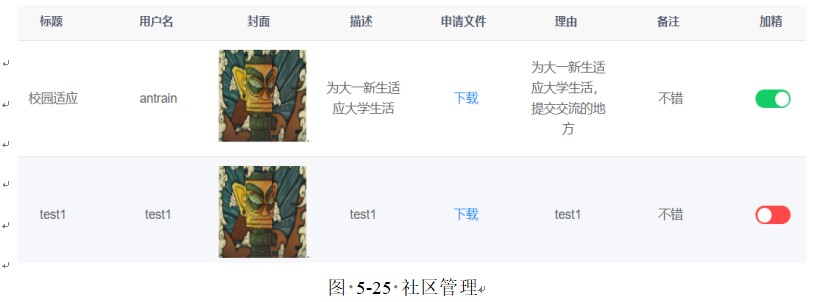 标题 用户名 封面 描述 申请文件 理由 备注 加精
校园适应 antrain 为大一新生适应大学生活 下载 为大一新生适应大学生活，提交交流的地方 不错
test1 test1 test1 下载 test1 不错
图 5-25 社区管理